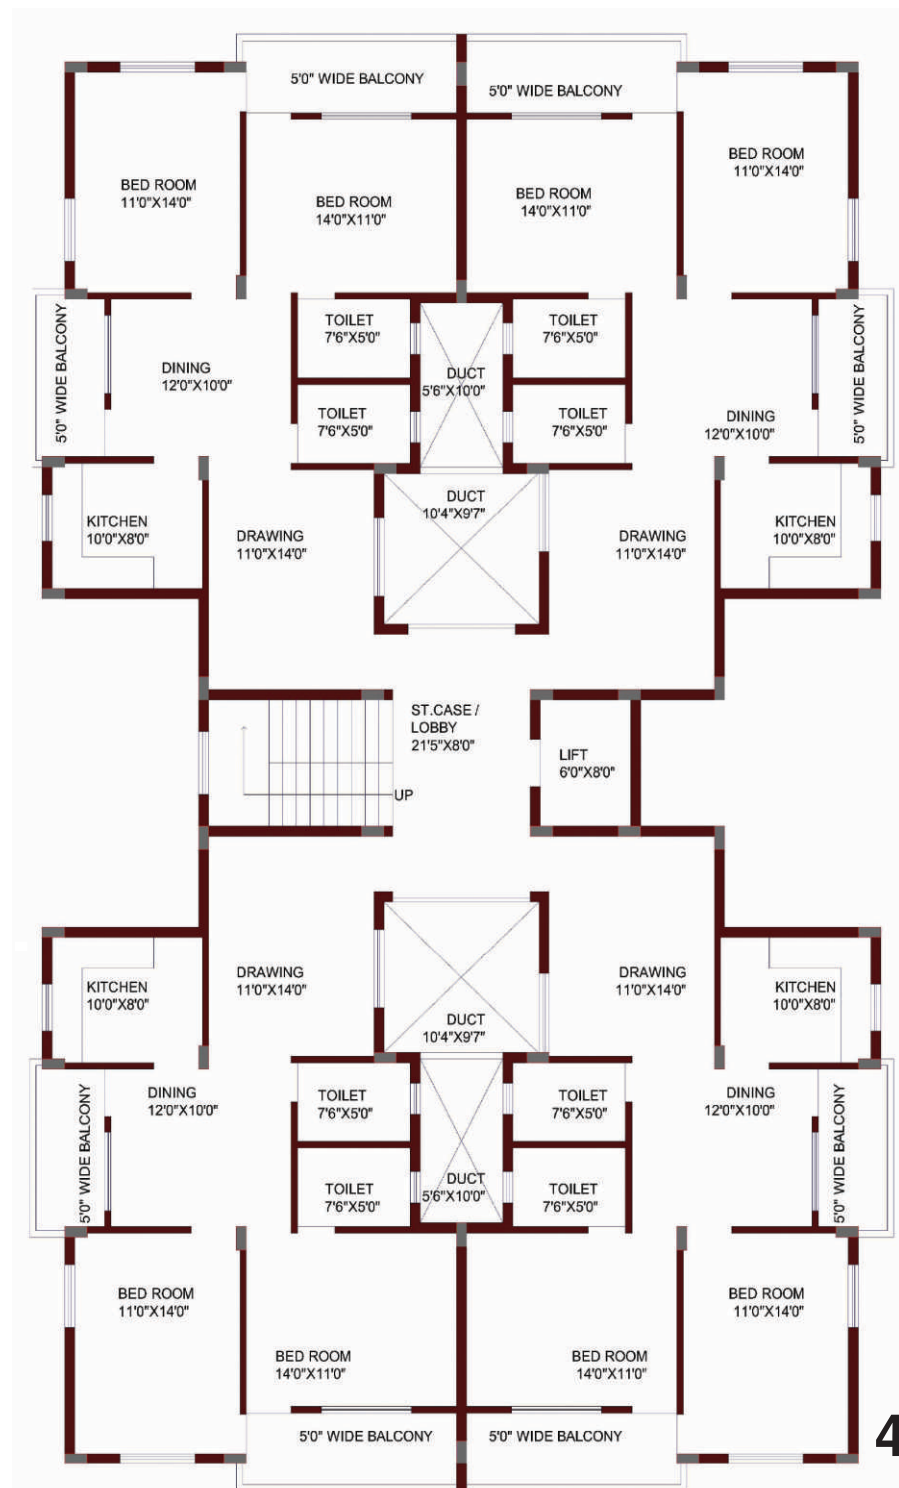 5'0" WIDE BALCONY
5'0" WIDE BALCONY
BED ROOM
11'0"X14'0"
BED ROOM
14'0"X11'0"
BED ROOM
14'0"X11'0"
BED ROOM
11'0"X14'0"
5'0" WIDE BALCONY
DINING
12'0"X10'0"
TOILET
7'6"X5'0"
TOILET
7'6"X5'0"
DUCT
5'6"X10'0"
TOILET
7'6"X5'0"
TOILET
7'6"X5'0"
DINING
12'0"X10'0"
5'0" WIDE BALCONY
KITCHEN
10'0"X8'0"
DRAWING
11'0"X14'0"
DUCT
10'4"X9'7"
DRAWING
11'0"X14'0"
KITCHEN
10'0"X8'0"
ST.CASE /
LOBBY
21'5"X8'0"
UP
LIFT
6'0"X8'0"
KITCHEN
10'0"X8'0"
DRAWING
11'0"X14'0"
DUCT
10'4"X9'7"
DRAWING
11'0"X14'0"
KITCHEN
10'0"X8'0"
5'0" WIDE BALCONY
DINING
12'0"X10'0"
TOILET
7'6"X5'0"
TOILET
7'6"X5'0"
DUCT
5'6"X10'0"
TOILET
7'6"X5'0"
TOILET
7'6"X5'0"
DINING
12'0"X10'0"
5'0" WIDE BALCONY
BED ROOM
11'0"X14'0"
BED ROOM
14'0"X11'0"
BED ROOM
14'0"X11'0"
BED ROOM
11'0"X14'0"
5'0" WIDE BALCONY
5'0" WIDE BALCONY
4